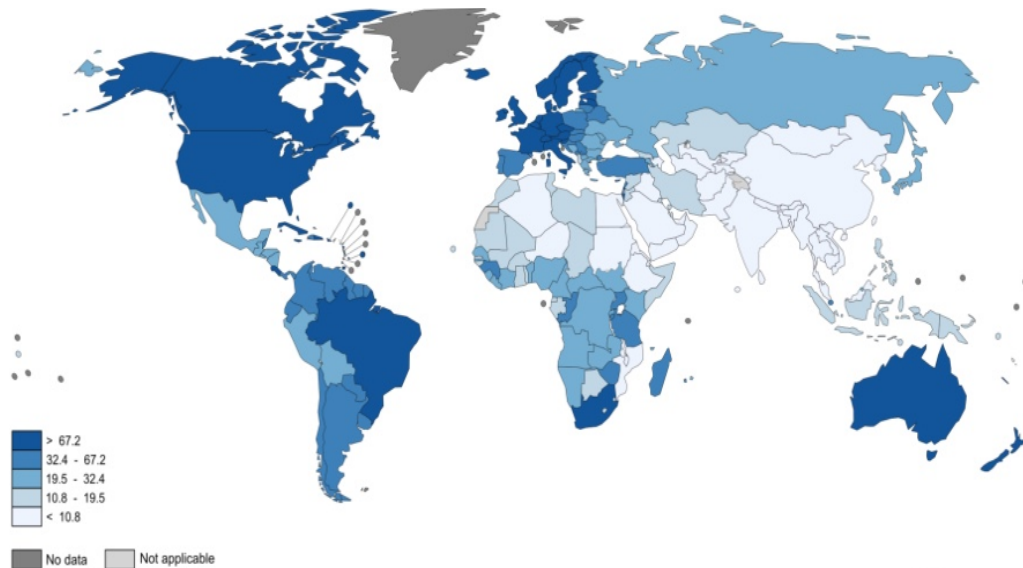 > 67.2
32.4 - 67.2
19.5 - 32.4
10.8 - 19.5
< 10.8
No data
Not applicable